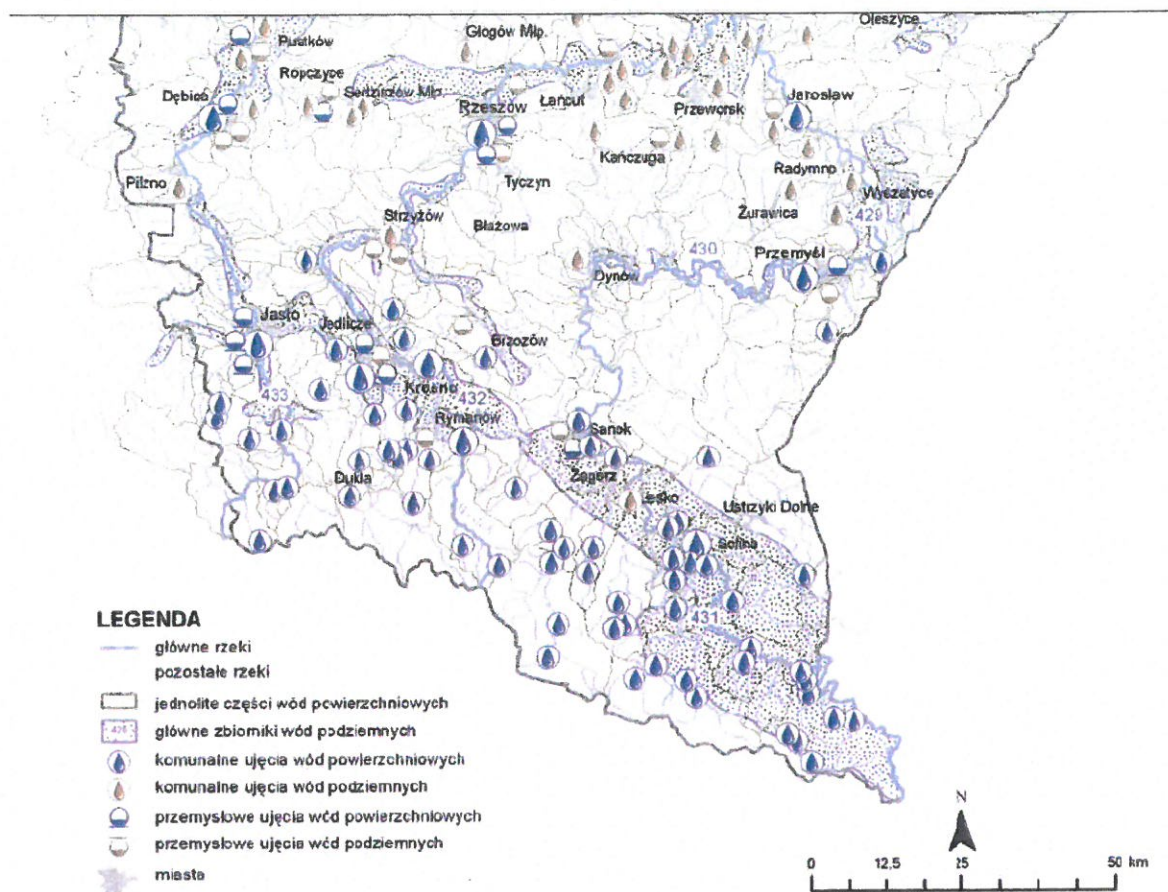 Oleszyce
Głogów Młp.
Pustków
Ropczyce
Sędziszów Młp.
Dębica
Rzeszów
Łańcut
Przeworsk
Jarosław
Kańczuga
Radymno
Pilzno
Tyczyn
Wyszatyce
Żurawica
429
Strzyżów
Błażowa
430
Przemyśl
Dynów
Jasło
Jedlicze
Brzozów
Krosno
432
433
Rymanów
Sanok
Dukla
Zagórz
Lesko
Ustrzyki Dolne
Solina
431
LEGENDA
główne rzeki
pozostałe rzeki
jednolite części wód powierzchniowych
główne zbiorniki wód podziemnych
komunalne ujęcia wód powierzchniowych
komunalne ujęcia wód podziemnych
przemysłowe ujęcia wód powierzchniowych
przemysłowe ujęcia wód podziemnych
miasta
N
0 12,5 25 50 km